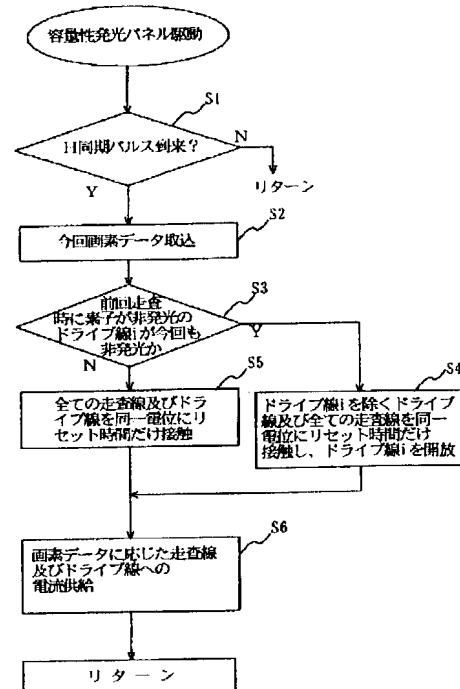 容量性発光パネル駆動
S1
H同期パルス到来?
N
Y
リターン
S2
今回画素データ取込
S3
前回走査
時に素子が非発光の
ドライブ線iが今回も
非発光か
N
Y
S5
全ての走査線及びドラ
イブ線を同一電位にリ
セット時間だけ接触
S4
ドライブ線iを除くドライブ
線及び全ての走査線を同一
電位にリセット時間だけ
接触し、ドライブ線iを開放
S6
画素データに応じた走査線
及びドライブ線への
電流供給
リターン